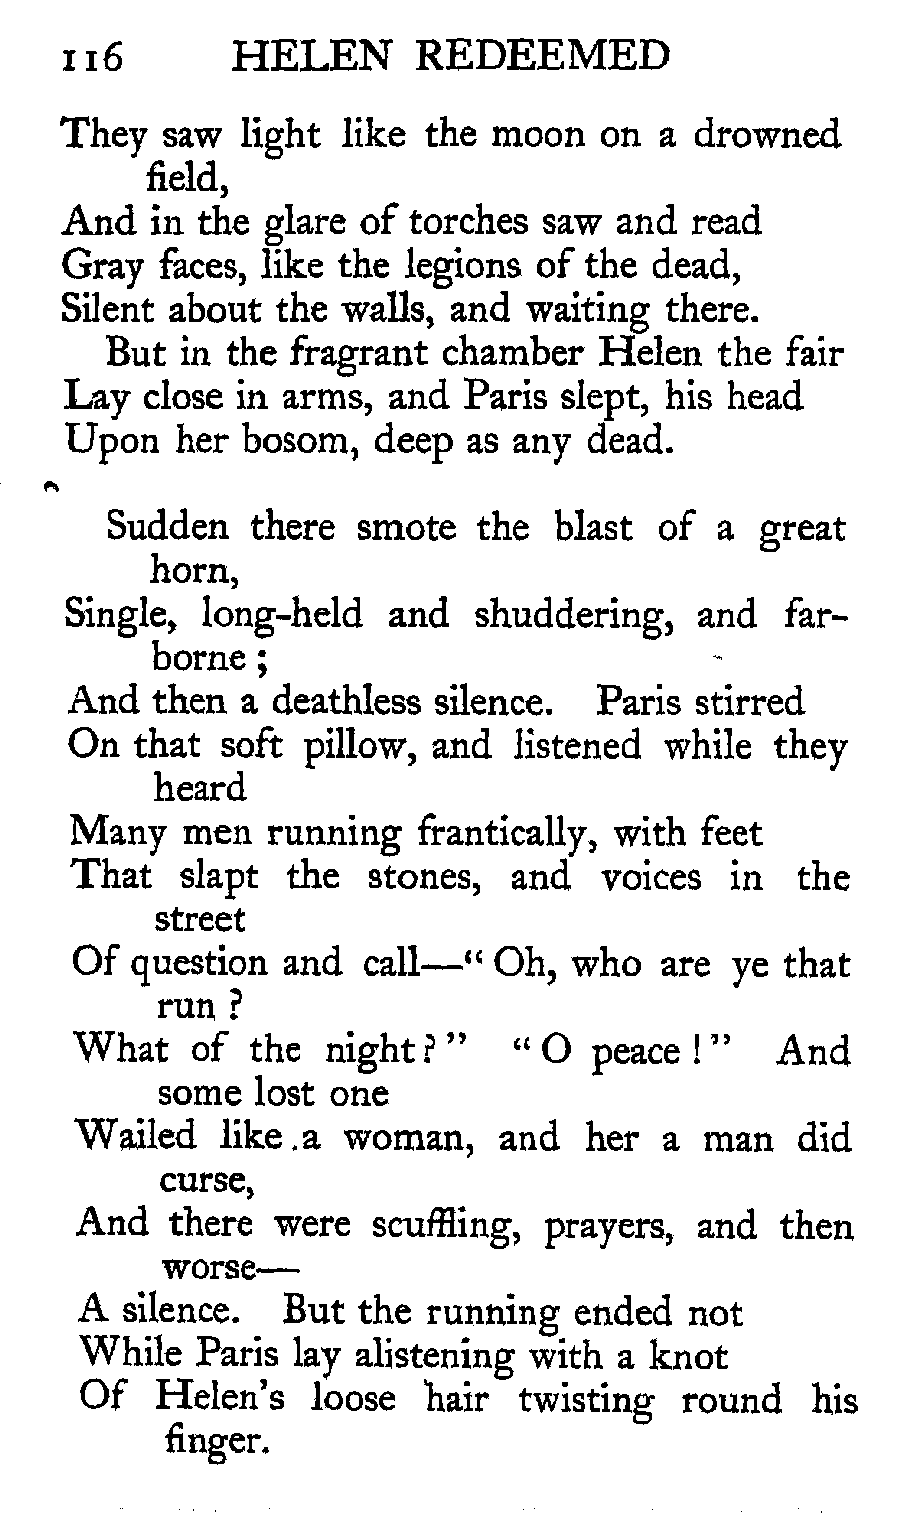 116 HELEN REDEEMED
They saw light like the moon on a drowned
field,
And in the glare of torches saw and read
Gray faces, like the legions of the dead,
Silent about the walls, and waiting there.
But in the fragrant chamber Helen the fair
Lay close in arms, and Paris slept, his head
Upon her bosom, deep as any dead.
Sudden there smote the blast of a great
horn,
Single, long-held and shuddering, and far-
borne ;
And then a deathless silence. Paris stirred
On that soft pillow, and listened while they
heard
Many men running frantically, with feet
That slapt the stones, and voices in the
street
Of question and call—“ Oh, who are ye that
run ?
What of the night? ” “ O peace ! ” And
some lost one
Wailed like a woman, and her a man did
curse,
And there were scuffling, prayers, and then
worse—
A silence. But the running ended not
While Paris lay alistening with a knot
Of Helen's loose hair twisting round his
finger.